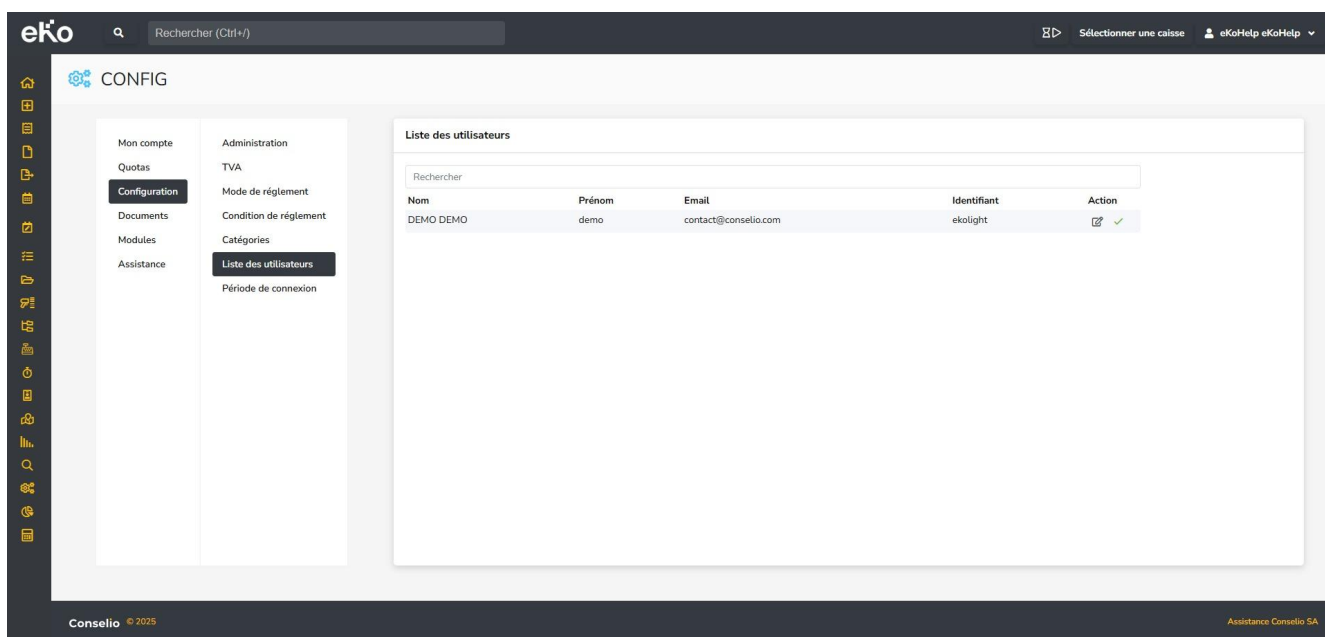 eko
Rechercher (Ctrl+/)
Sélectionner une caisse
eKoHelp eKoHelp
CONFIG
Mon compte
Quotas
Configuration
Documents
Modules
Assistance
Administration
TVA
Mode de réglement
Condition de réglement
Catégories
Liste des utilisateurs
Période de connexion
Liste des utilisateurs
Rechercher
Nom Prénom Email Identifiant Action
DEMO DEMO demo contact@conselio.com ekolight
Conselio © 2025
Assistance Conselio SA